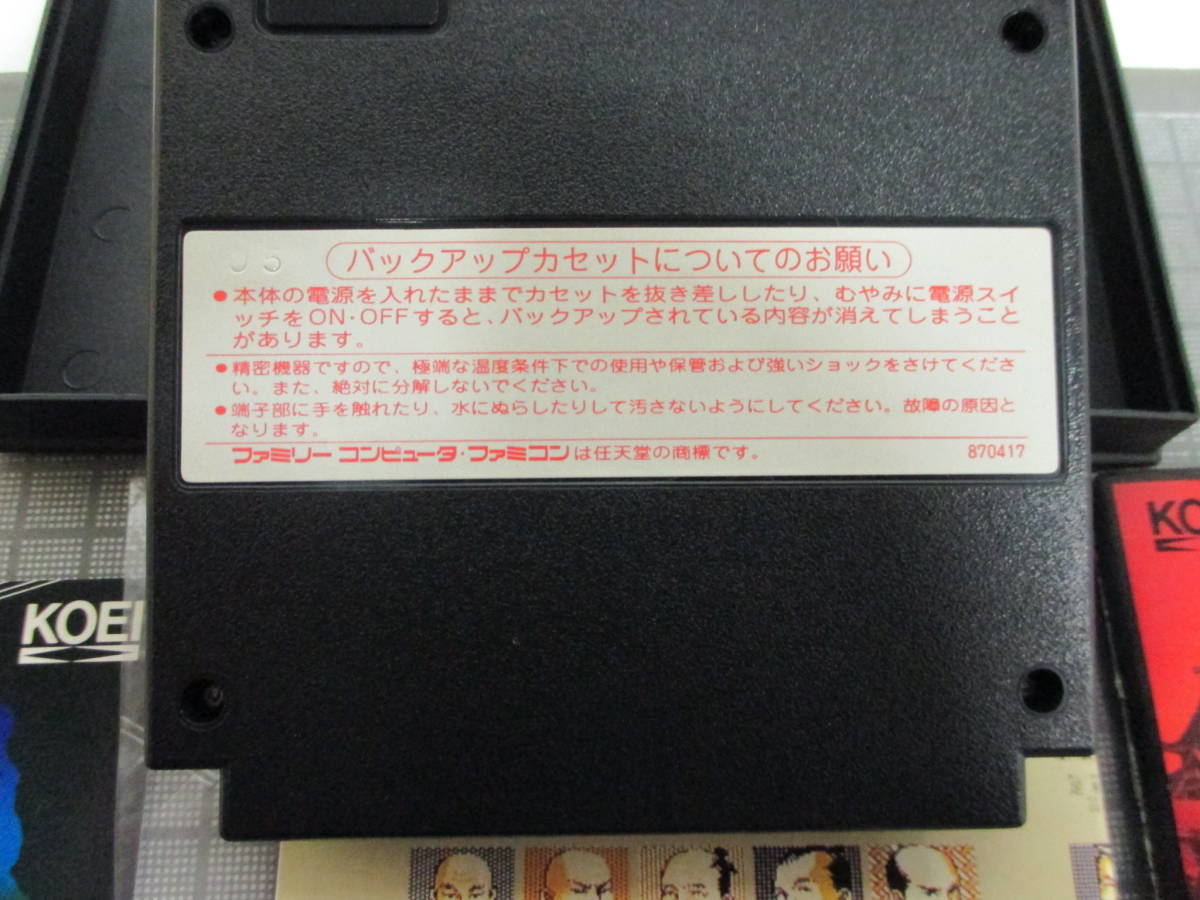 05
バックアップカセットについてのお願い
●本体の電源を入れたままでカセットを抜き差ししたり、むやみに電源スイ
ッチをON・OFFすると、バックアップされている内容が消えてしまうこと
があります。
●精密機器ですので、極端な温度条件下での使用や保管および強いショックをさけてくださ
い。また、絶対に分解しないでください。
●端子部に手を触れたり、水にぬらしたりして汚さないようにしてください。故障の原因と
なります。
ファミリーコンピュータ・ファミコンは任天堂の商標です。 870417
KOEI
KO